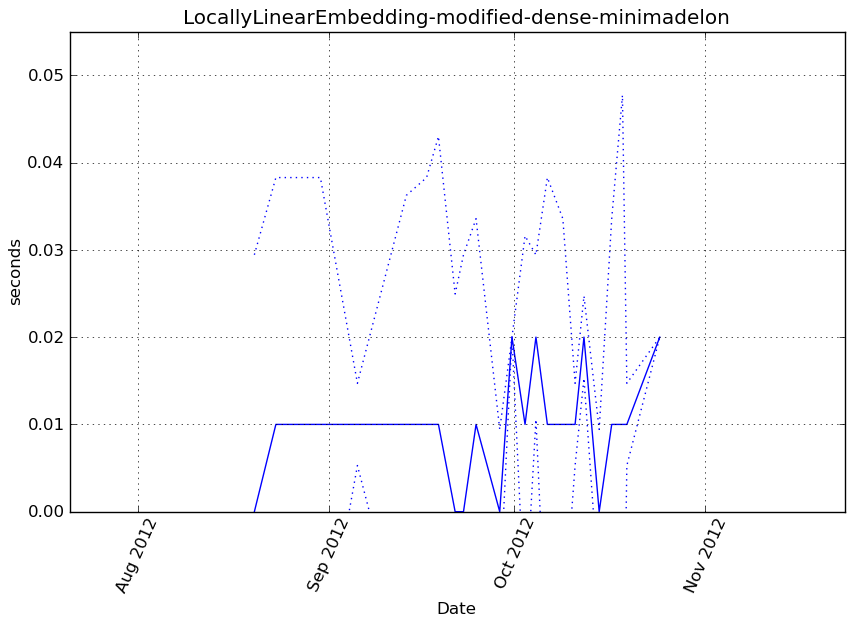 LocallyLinearEmbedding-modified-dense-minimadelon
0.05
0.04
0.03
0.02
0.01
0.00
seconds
Aug 2012
Sep 2012
Oct 2012
Nov 2012
Date